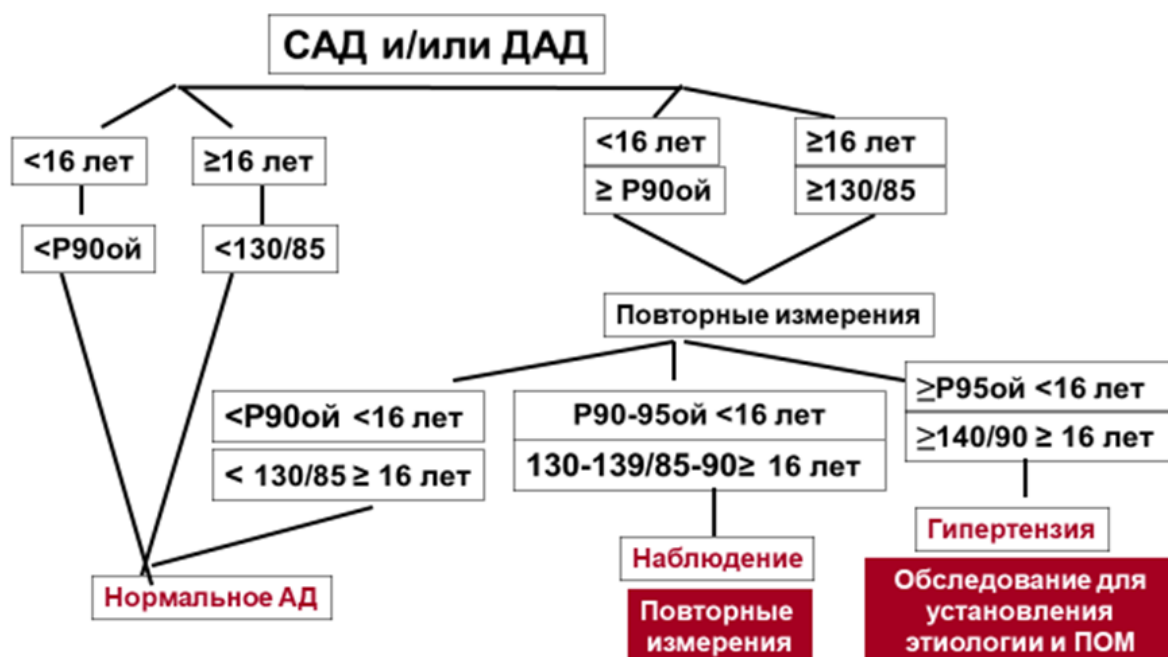 САД и/или ДАД
<16 лет
≥16 лет
<16 лет
≥16 лет
≥ Р90ой
≥130/85
<Р90ой
<130/85
Повторные измерения
<Р90ой <16 лет
< 130/85 ≥ 16 лет
Р90-95ой <16 лет
130-139/85-90≥ 16 лет
≥Р95ой <16 лет
≥140/90 ≥ 16 лет
Нормальное АД
Наблюдение
Повторные
измерения
Гипертензия
Обследование для
установления
этиологии и ПОМ